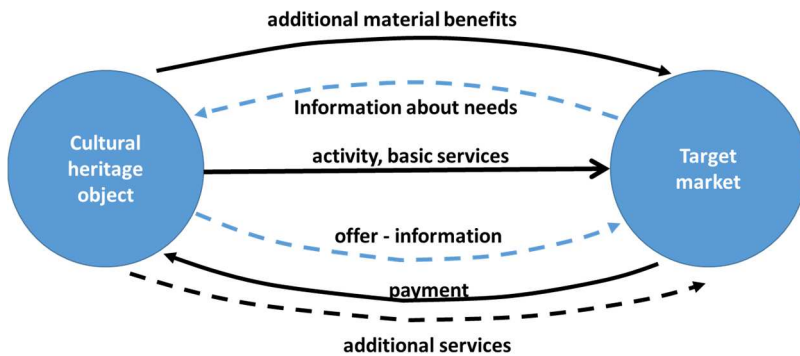 additional material benefits
Information about needs
Cultural
heritage
object
activity, basic services
Target
market
offer - information
payment
additional services